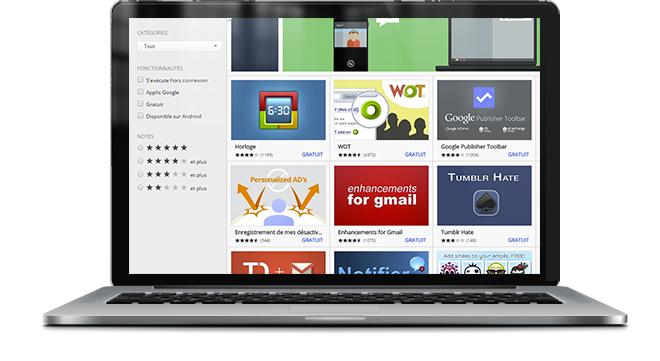 CATÉGORIES
Tout
FONCTIONNALITÉS
S'exécute hors connexion
Applis Google
Gratuit
Disponible sur Android
NOTES
et plus
et plus
et plus
6:30
Horloge
(1189) GRATUIT
WOT
WOT
(4372) GRATUIT
Google
Publisher Toolbar
Google Publisher Toolbar
(1004) GRATUIT
Personalized AD's
Enregistrement de mes désactiv...
(544) GRATUIT
enhancements
for gmail
Enhancements for Gmail
(1070) GRATUIT
TUMBLR HATE
Tumblr Hate
(140) GRATUIT
Notifier
Add smileys to your emails, FREE!